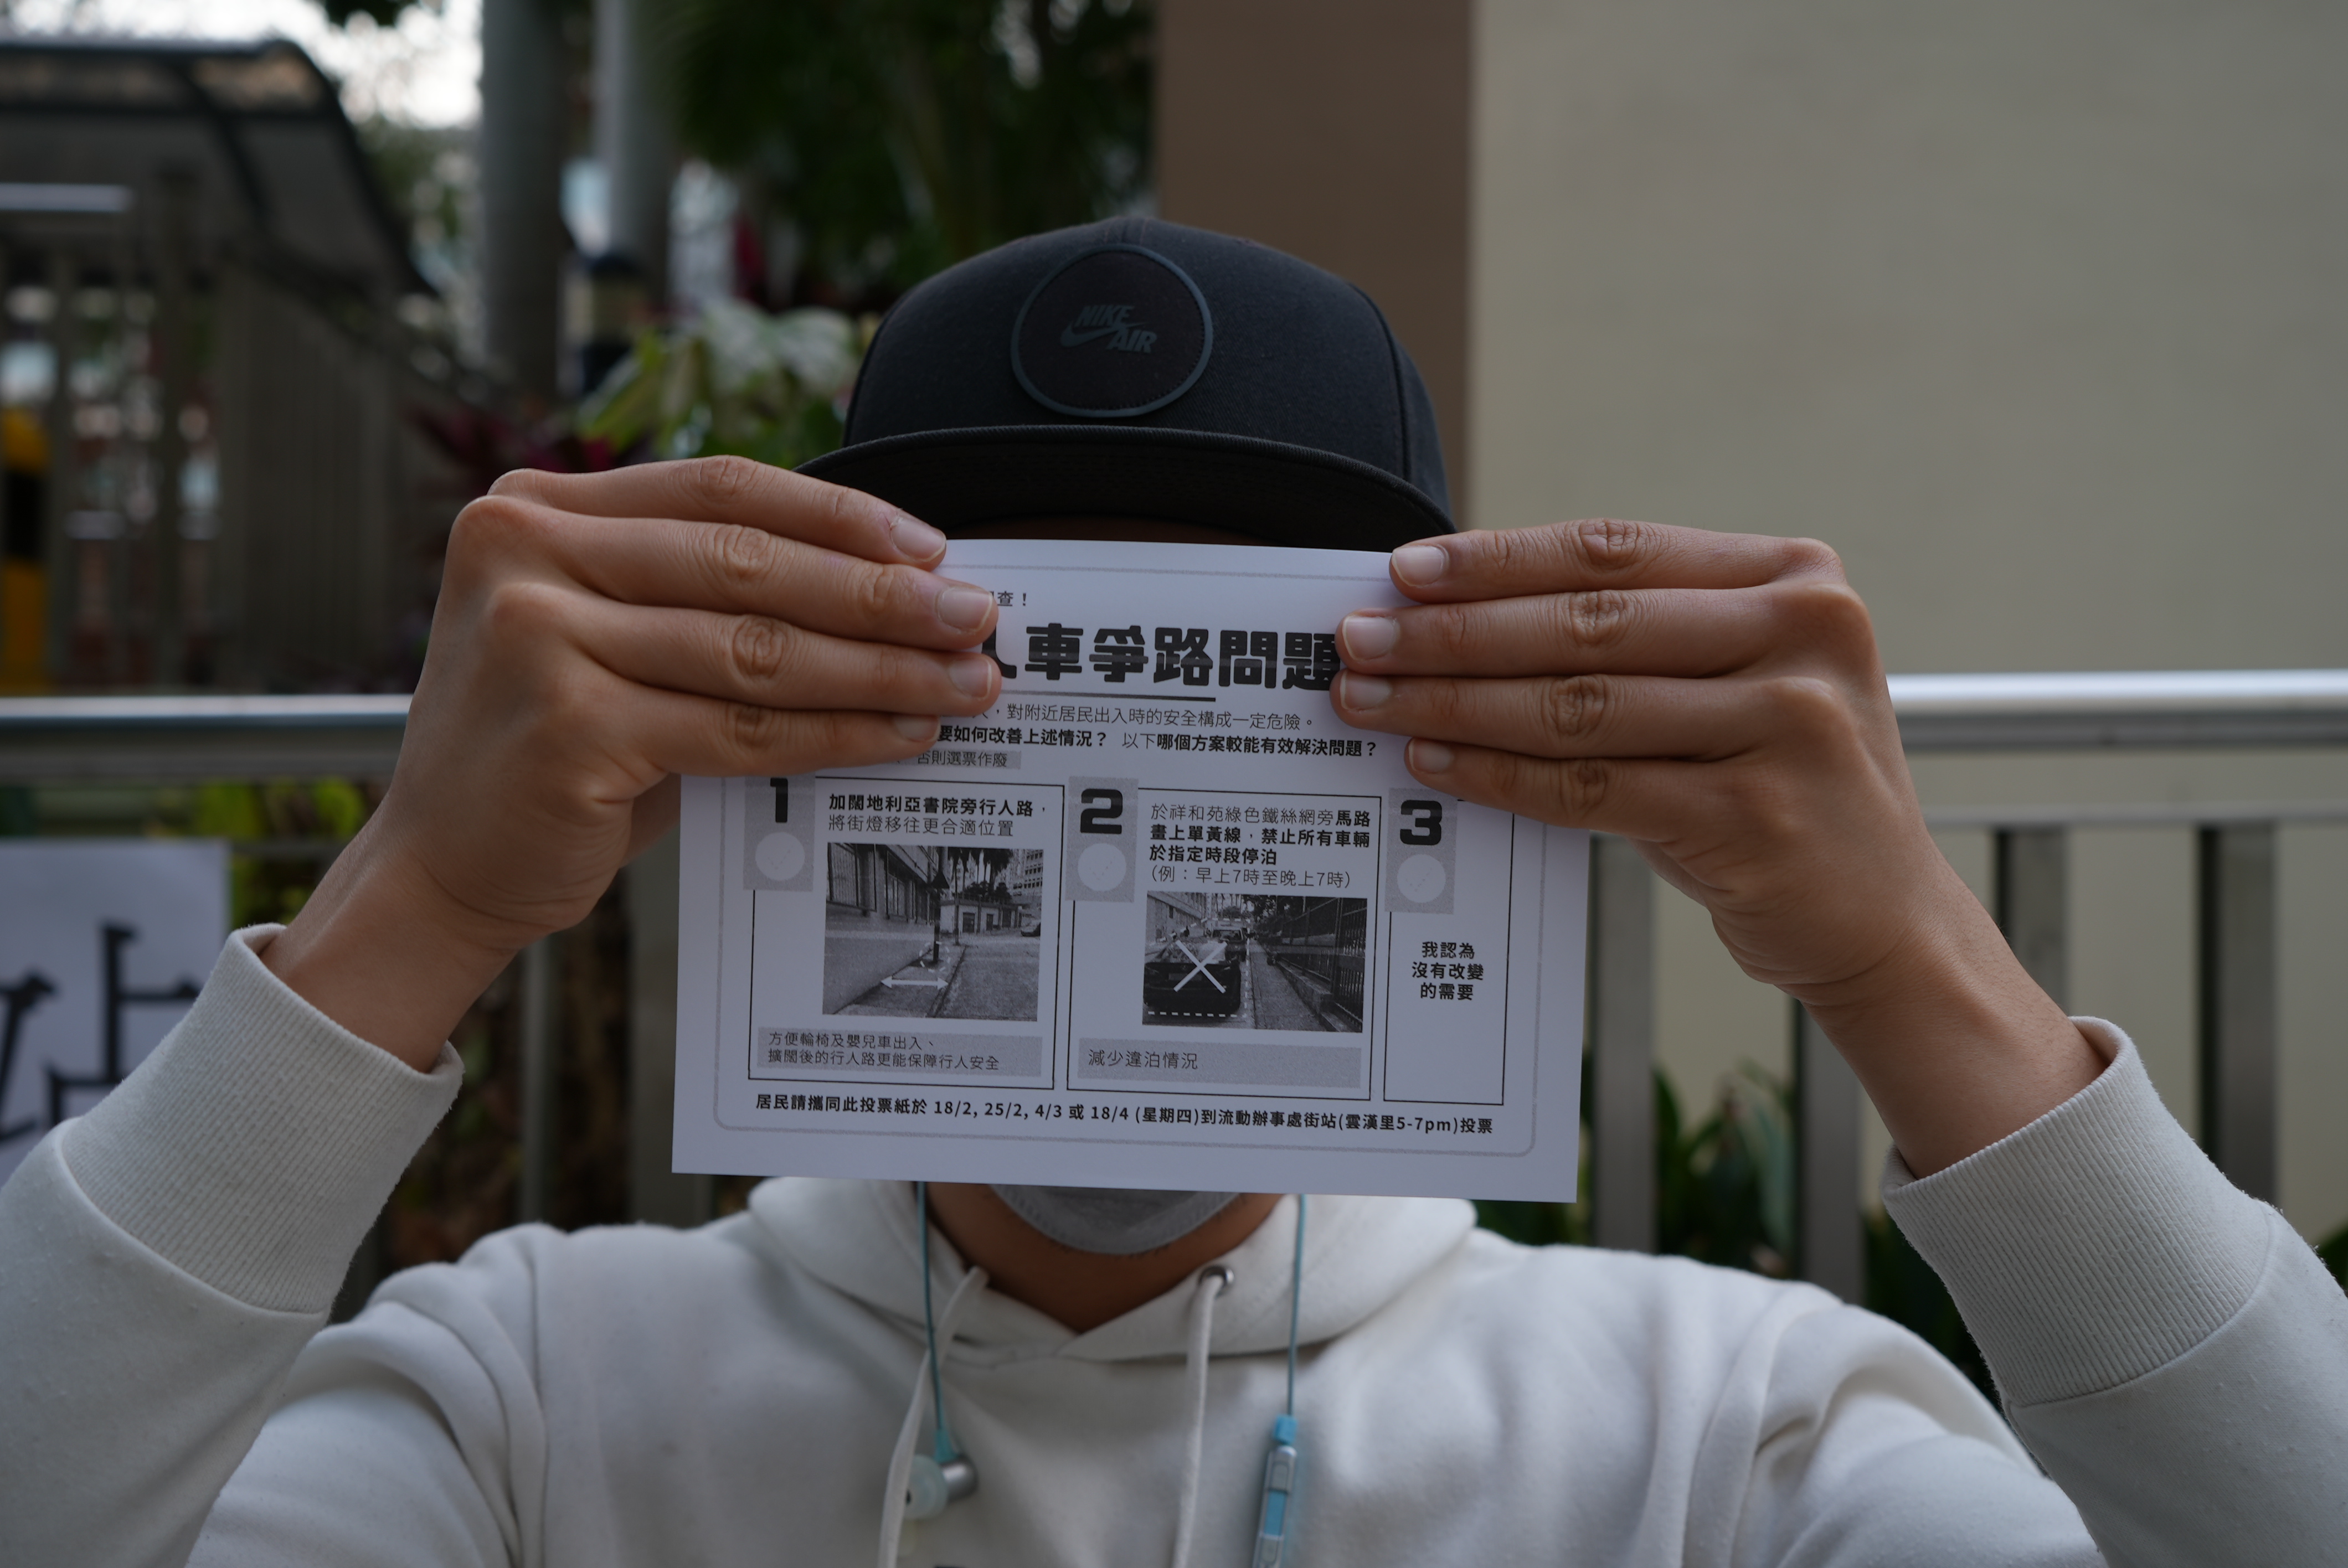 NIKE
AIR
查！
人車爭路問題
，對附近居民出入時的安全構成一定危險。
要如何改善上述情況？ 以下哪個方案較能有效解決問題？
否則選票作廢
1
加闊地利亞書院旁行人路，
將街燈移往更合適位置
方便輪椅及嬰兒車出入、
擴闊後的行人路更能保障行人安全
2
於祥和苑綠色鐵絲網旁馬路
畫上單黃線，禁止所有車輛
於指定時段停泊
（例：早上7時至晚上7時）
減少違泊情況
3
我認為
沒有改變
的需要
居民請攜同此投票紙於 18/2, 25/2, 4/3 或 18/4 (星期四)到流動辦事處街站(雲漢里5-7pm)投票